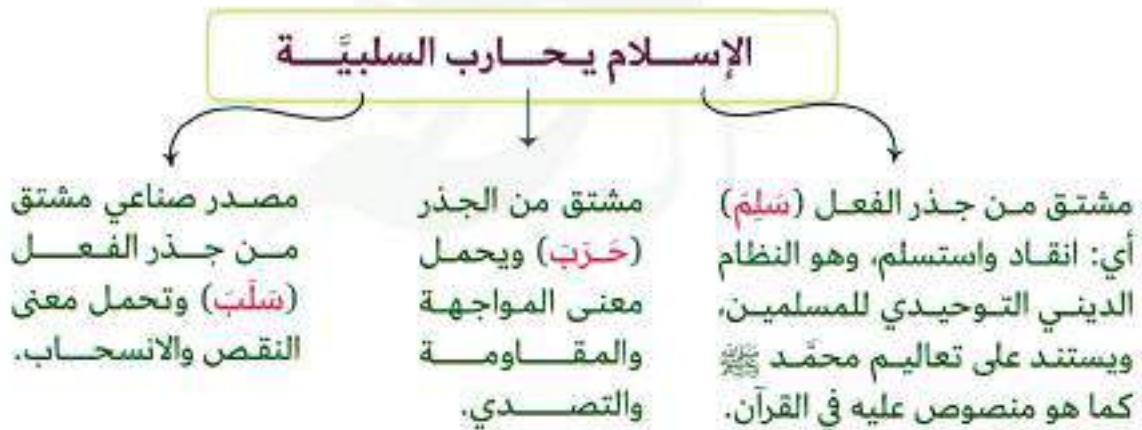 الإسلام يحارب السلبيَّة
مشتق من جذر الفعل (سَلِمَ)
أي: انقاد واستسلم، وهو النظام
الديني التوحيدي للمسلمين،
ويستند على تعاليم محمَّد ﷺ
كما هو منصوص عليه في القرآن.
مشتق من الجذر
(حَرَبَ) ويحمل
معنى المواجهة
والمقاومة
والتصدي.
مصدر صناعي مشتق
من جذر الفعل
(سَلَبَ) وتحمل معنى
النقص والانسحاب.